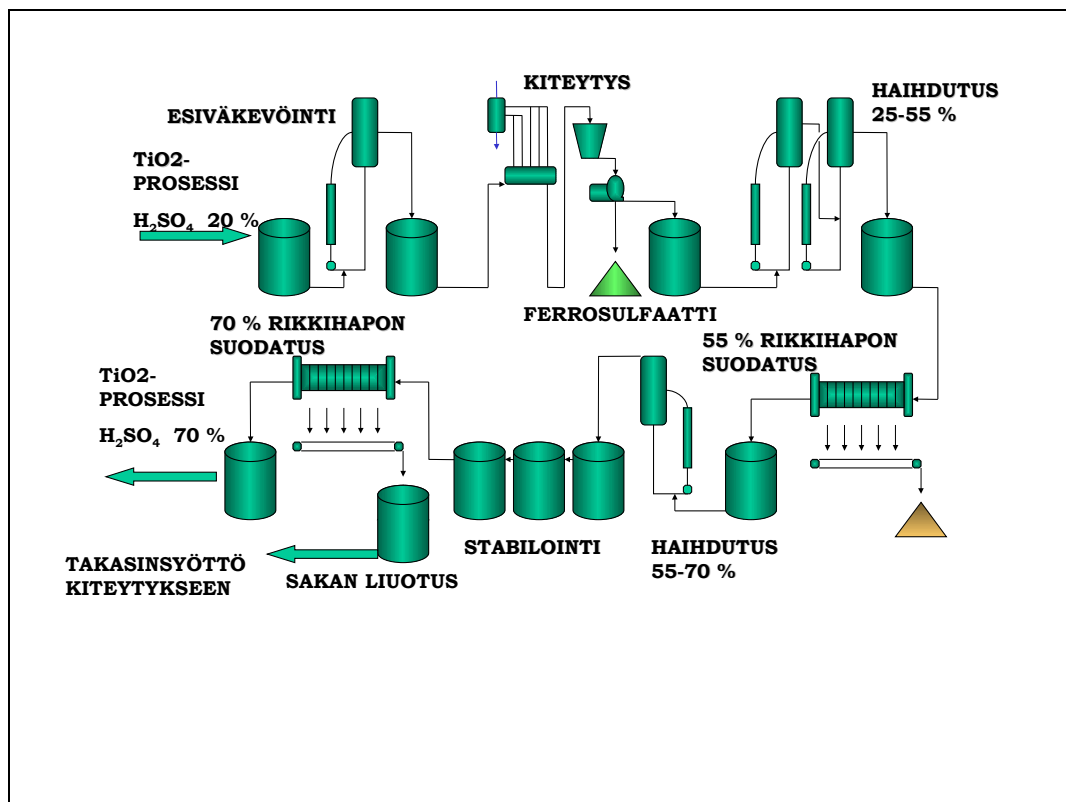 KITEYTYS
HAIHDUTUS
25-55 %
ESIVÄKEVÖINTI
TiO2-
PROSESSI
H₂SO₄ 20 %
FERROSULFAATTI
70 % RIKKIHAPON
SUODATUS
55 % RIKKIHAPON
SUODATUS
TiO2-
PROSESSI
H₂SO₄ 70 %
STABILOINTI
HAIHDUTUS
55-70 %
TAKASINSYÖTTÖ
KITEYTYKSEEN
SAKAN LIUOTUS